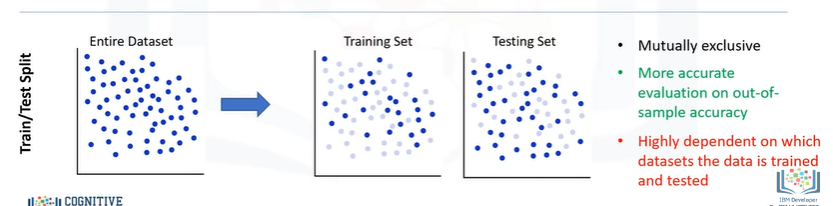 Train/Test Split
Entire Dataset
Training Set
Testing Set
• Mutually exclusive
• More accurate
evaluation on out-of-
sample accuracy
• Highly dependent on which
datasets the data is trained
and tested
COGNITIVE
IBM Developer